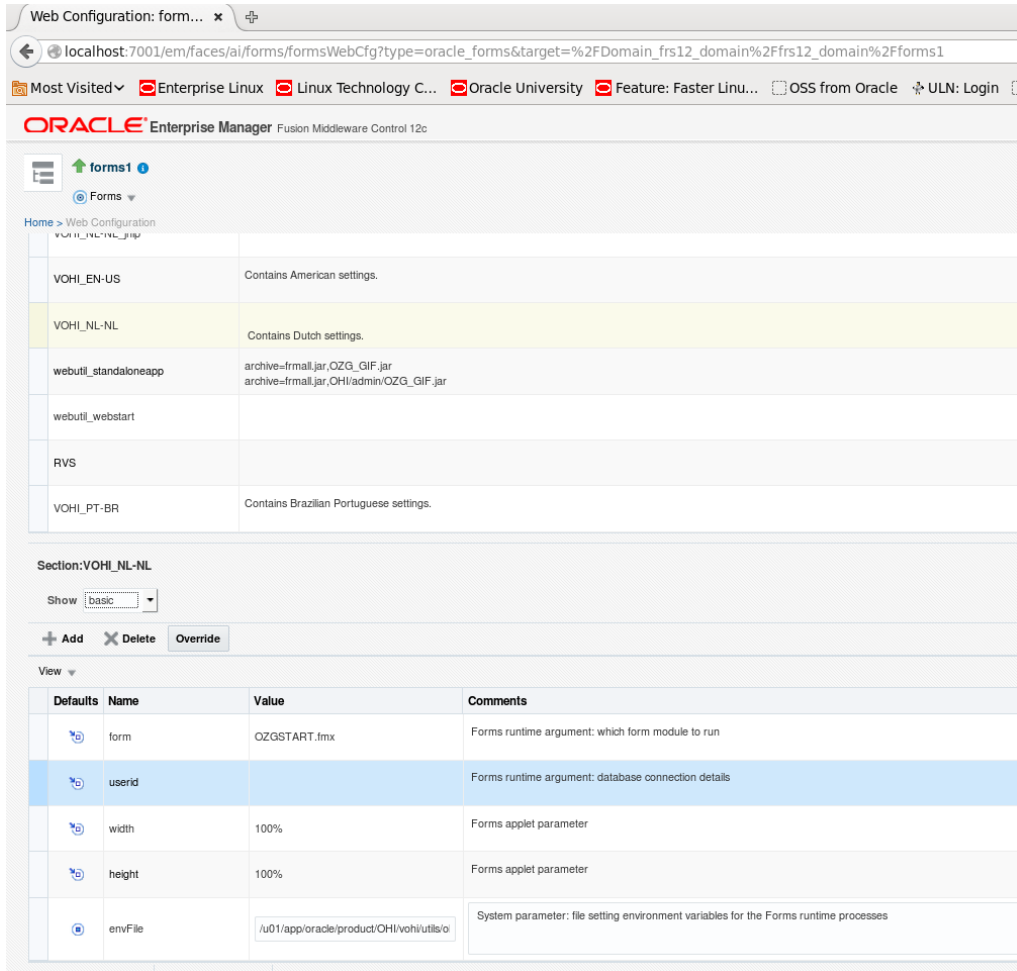 Web Configuration: form...
localhost:7001/em/faces/ai/forms/formsWebCfg?type=oracle_forms&target=%2FDomain_frs12_domain%2Ffrs12_domain%2Fforms1
Most Visited Enterprise Linux Linux Technology C... Oracle University Feature: Faster Linu... OSS from Oracle ULN: Login
ORACLE Enterprise Manager Fusion Middleware Control 12c
forms1
Forms
Home > Web Configuration
VOHI_NL-NL_jnlp
VOHI_EN-US Contains American settings.
VOHI_NL-NL Contains Dutch settings.
webutil_standaloneapp archive=frmall.jar,OZG_GIF.jar
archive=frmall.jar,OHI/admin/OZG_GIF.jar
webutil_webstart
RVS
VOHI_PT-BR Contains Brazilian Portuguese settings.
Section:VOHI_NL-NL
Show basic
Add Delete Override
View
Defaults Name Value Comments
form OZGSTART.fmx Forms runtime argument: which form module to run
userid Forms runtime argument: database connection details
width 100% Forms applet parameter
height 100% Forms applet parameter
envFile /u01/app/oracle/product/OHI/vohi/utils/o System parameter: file setting environment variables for the Forms runtime processes